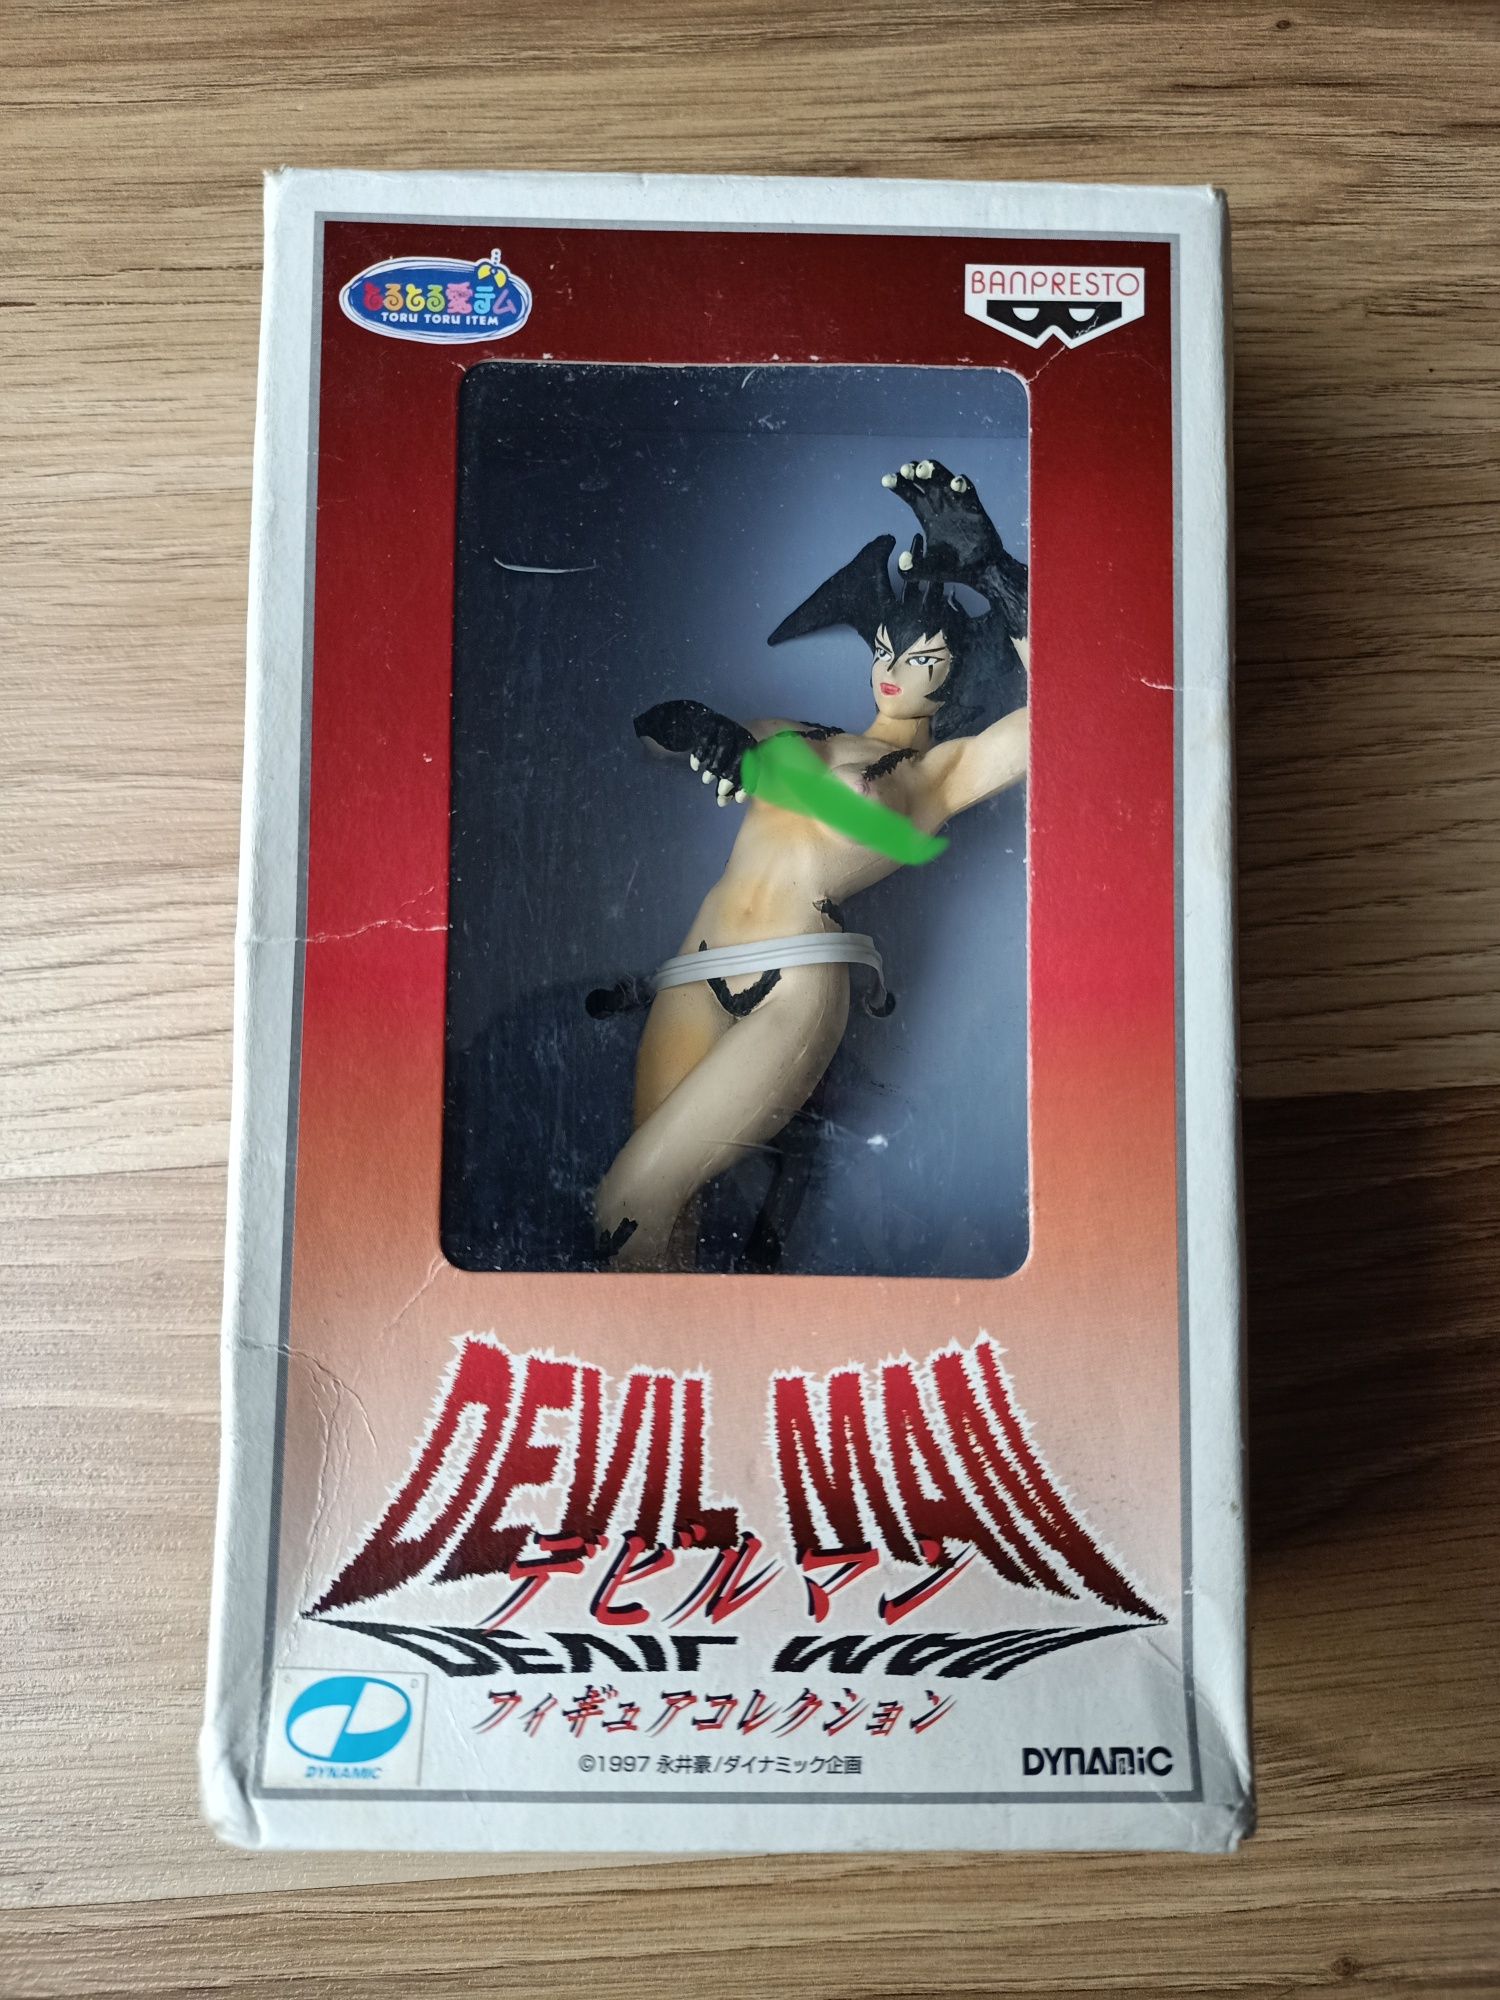 とるとる愛テム
TORU TORU ITEM
BANPRESTO
DEVIL MAN
デビルマン
DEVIL MAN
フィギュアコレクション
©1997 永井豪/ダイナミック企画
DYNAMIC
DYNAMIC